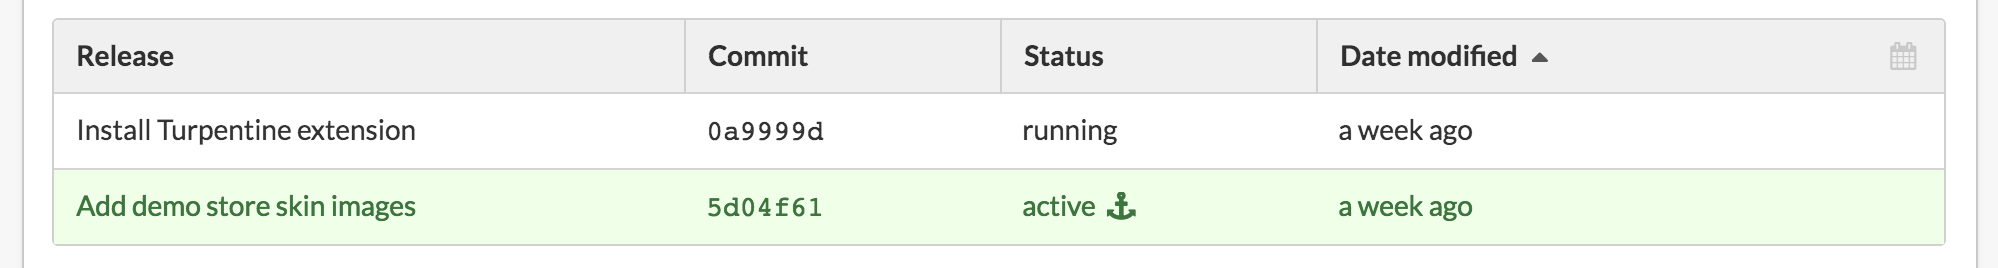 Release Commit Status Date modified
Install Turpentine extension 0a9999d running a week ago
Add demo store skin images 5d04f61 active a week ago